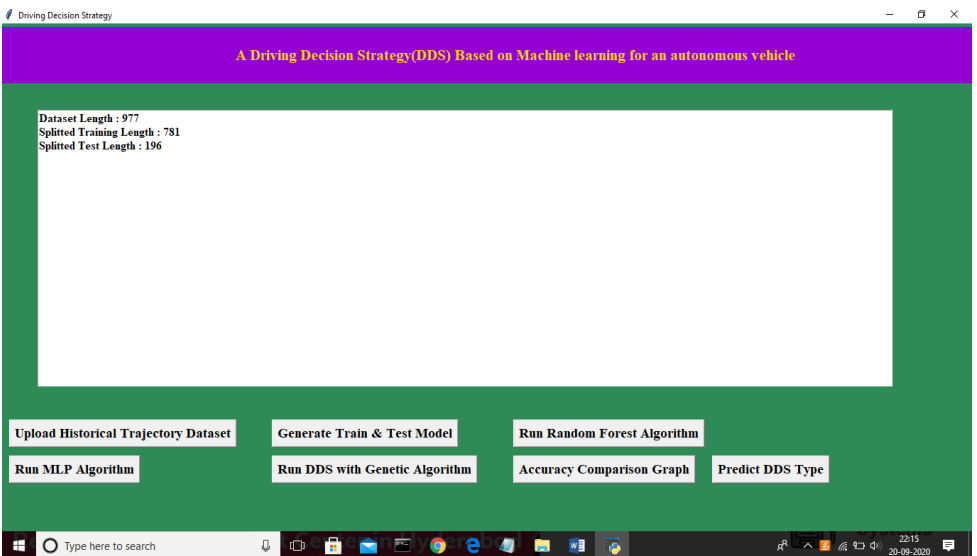 Driving Decision Strategy
A Driving Decision Strategy(DDS) Based on Machine learning for an autonomous vehicle
Dataset Length : 977
Splitted Training Length : 781
Splitted Test Length : 196
Upload Historical Trajectory Dataset
Generate Train & Test Model
Run Random Forest Algorithm
Run MLP Algorithm
Run DDS with Genetic Algorithm
Accuracy Comparison Graph
Predict DDS Type
Type here to search
22:15
20-09-2020